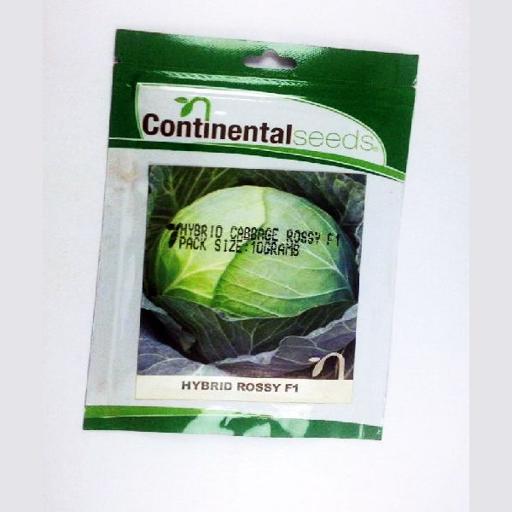 Continentalseeds
HYBRID CABBAGE ROSSY F1
PACK SIZE:10GRAMS
HYBRID ROSSY F1